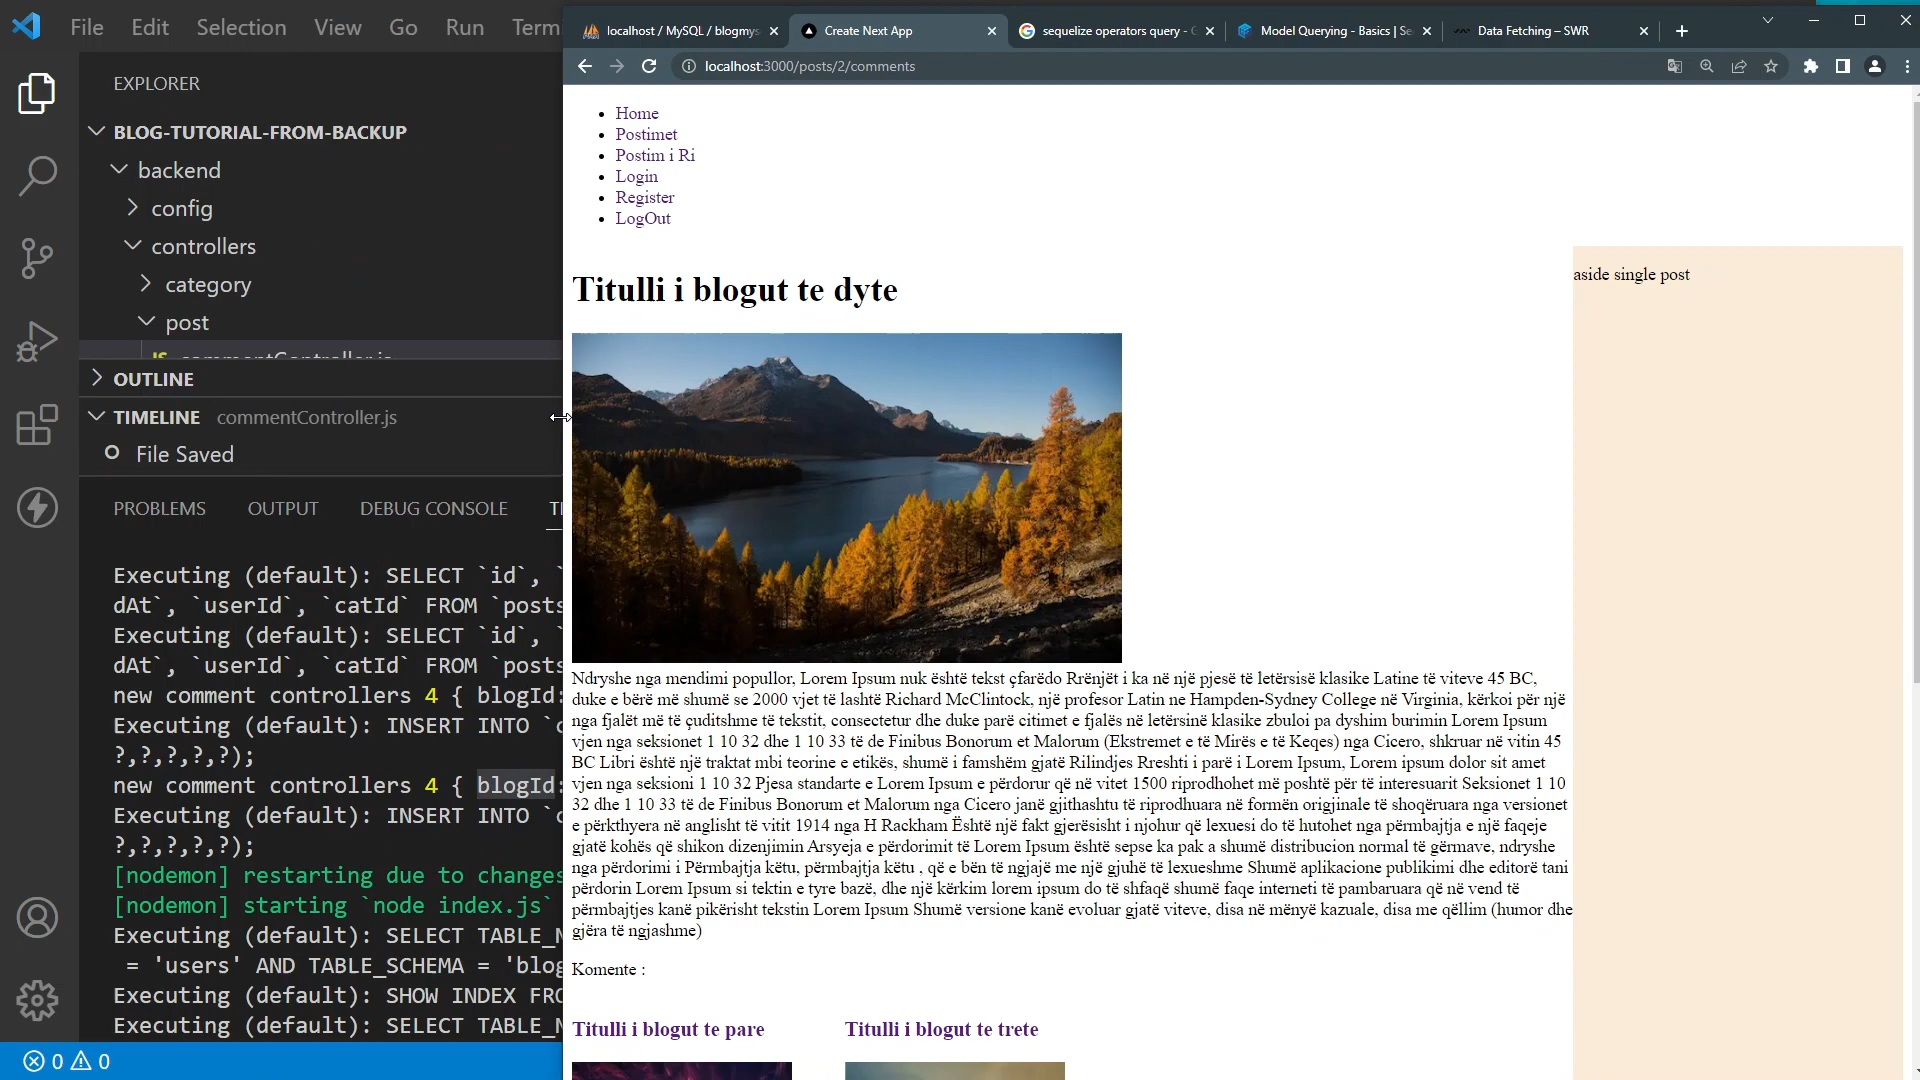 File Edit Selection View Go Run
EXPLORER
BLOG-TUTORIAL-FROM-BACKUP
backend
config
controllers
category
post
OUTLINE
TIMELINE commentController.js
File Saved
PROBLEMS OUTPUT DEBUG CONSOLE
Executing (default): SELECT `id`, `
dAt`, `userId`, `catId` FROM `posts
Executing (default): SELECT `id`, `
dAt`, `userId`, `catId` FROM `posts
new comment controllers 4 { blogId:
Executing (default): INSERT INTO `c
?,?,?,?,?);
new comment controllers 4 { blogId:
Executing (default): INSERT INTO `c
?,?,?,?,?);
[nodemon] restarting due to changes
[nodemon] starting `node index.js`
Executing (default): SELECT TABLE_N
= 'users' AND TABLE_SCHEMA = 'blog
Executing (default): SHOW INDEX FRO
Executing (default): SELECT TABLE_N
0 0
localhost / MySQL / blogmys
Create Next App
sequelize operators query - G
Model Querying - Basics | Se
Data Fetching – SWR
localhost:3000/posts/2/comments
Home
Postimet
Postim i Ri
Login
Register
LogOut
Titulli i blogut te dyte
aside single post
Ndryshe nga mendimi popullor, Lorem Ipsum nuk është tekst çfarëdo Rrënjët i ka në një pjesë të letërsisë klasike Latine të viteve 45 BC,
duke e bërë më shumë se 2000 vjet të lashtë Richard McClintock, një profesor Latin ne Hampden-Sydney College në Virginia, kërkoi për një
nga fjalët më të çuditshme të tekstit, consectetur dhe duke parë citimet e fjalës në letërsinë klasike zbuloi pa dyshim burimin Lorem Ipsum
vjen nga seksionet 1 10 32 dhe 1 10 33 të de Finibus Bonorum et Malorum (Ekstremet e të Mirës e të Keqes) nga Cicero, shkruar në vitin 45
BC Libri është një traktat mbi teorine e etikës, shumë i famshëm gjatë Rilindjes Rreshti i parë i Lorem Ipsum, Lorem ipsum dolor sit amet
vjen nga seksioni 1 10 32 Pjesa standarte e Lorem Ipsum e përdorur që në vitet 1500 riprodhohet më poshtë për të interesuarit Seksionet 1 10
32 dhe 1 10 33 të de Finibus Bonorum et Malorum nga Cicero janë gjithashtu të riprodhuara në formën origjinale të shoqëruara nga versionet
e përkthyera në anglisht të vitit 1914 nga H Rackham Është një fakt gjerësisht i njohur që lexuesi do të hutohet nga përmbajtja e një faqeje
gjatë kohës që shikon dizenjimin Arsyeja e përdorimit të Lorem Ipsum është sepse ka pak a shumë distribucion normal të gërmave, ndryshe
nga përdorimi i Përmbajtja këtu, përmbajtja këtu , që e bën të ngjajë me një gjuhë të lexueshme Shumë aplikacione publikimi dhe editorë tani
përdorin Lorem Ipsum si tektin e tyre bazë, dhe një kërkim lorem ipsum do të shfaqë shumë faqe interneti të pambaruara që në vend të
përmbajtjes kanë pikërisht tekstin Lorem Ipsum Shumë versione kanë evoluar gjatë viteve, disa në mënyë kazuale, disa me qëllim (humor dhe
gjëra të ngjashme)
Komente :
Titulli i blogut te pare
Titulli i blogut te trete